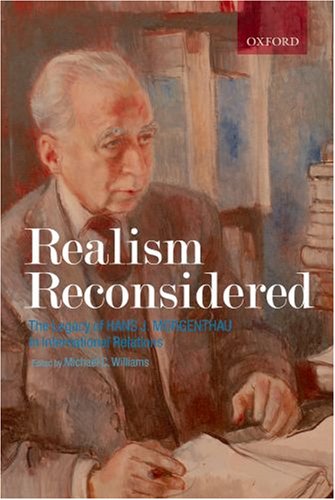 OXFORD
Realism
Reconsidered
The Legacy of HANS J. MORGENTHAU
in International Relations
Edited by Michael C. Williams